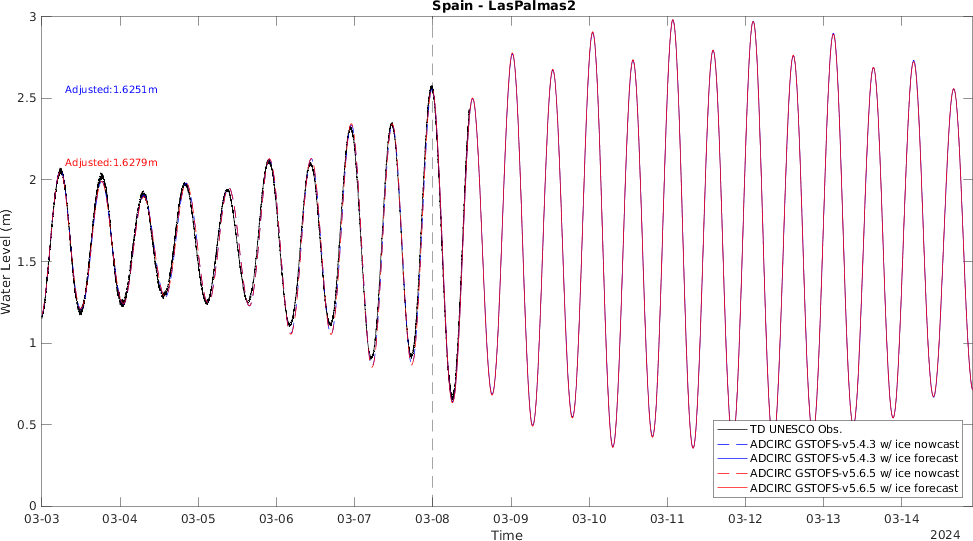 Spain - LasPalmas2
3
2.5
2
1.5
1
0.5
0
Water Level (m)
Adjusted:1.6251m
Adjusted:1.6279m
TD UNESCO Obs.
ADCIRC GSTOFS-v5.4.3 w/ ice nowcast
ADCIRC GSTOFS-v5.4.3 w/ ice forecast
ADCIRC GSTOFS-v5.6.5 w/ ice nowcast
ADCIRC GSTOFS-v5.6.5 w/ ice forecast
03-03 03-04 03-05 03-06 03-07 03-08 03-09 03-10 03-11 03-12 03-13 03-14
Time
2024